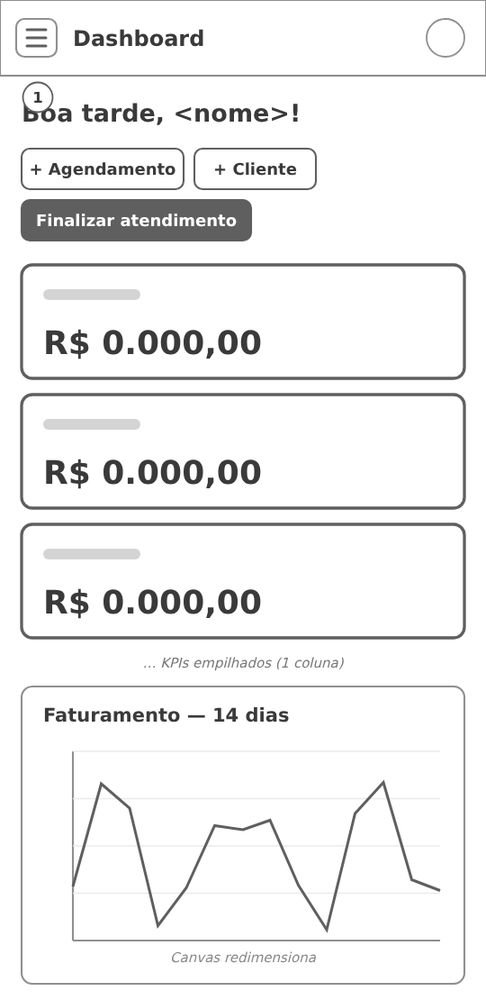 Dashboard
1
Boa tarde, <nome>!
+ Agendamento
+ Cliente
Finalizar atendimento
R$ 0.000,00
R$ 0.000,00
R$ 0.000,00
... KPIs empilhados (1 coluna)
Faturamento — 14 dias
Canvas redimensiona